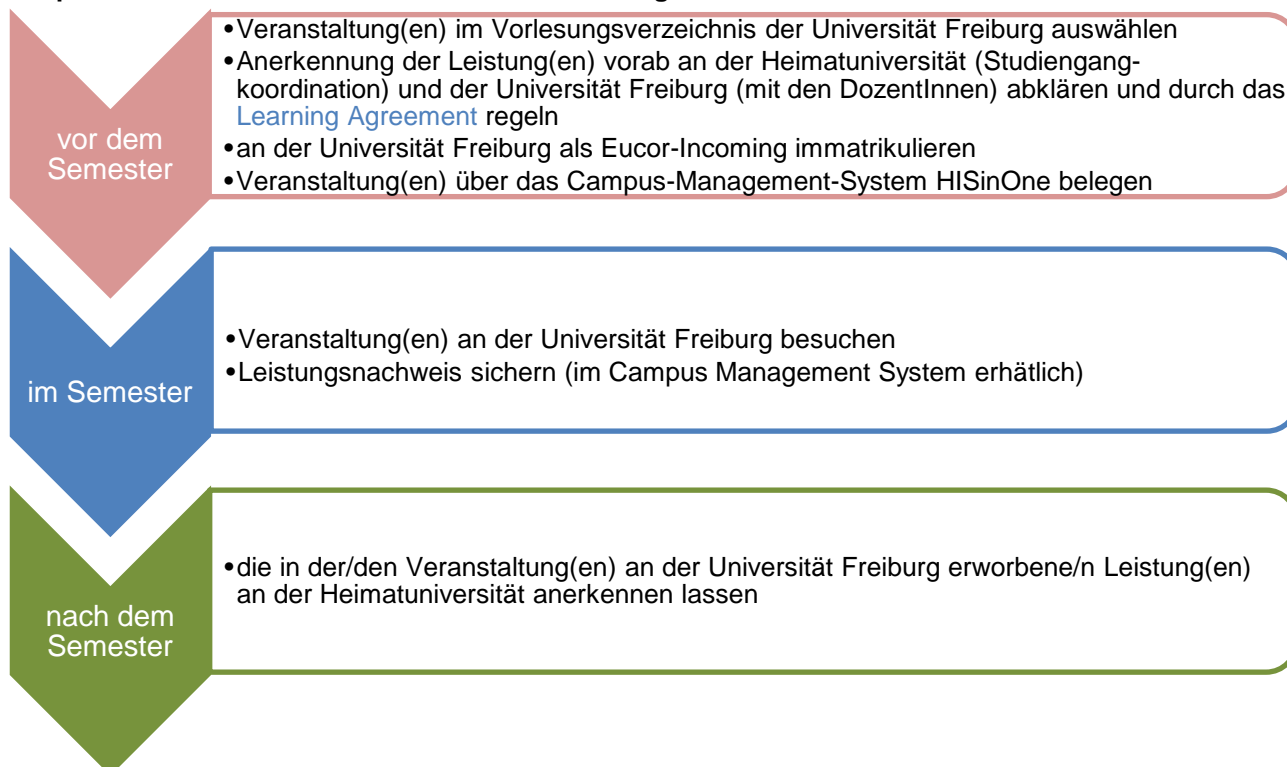 •Veranstaltung(en) im Vorlesungsverzeichnis der Universität Freiburg auswählen
•Anerkennung der Leistung(en) vorab an der Heimatuniversität (Studiengang-
koordination) und der Universität Freiburg (mit den DozentInnen) abklären und durch das
Learning Agreement regeln
•an der Universität Freiburg als Eucor-Incoming immatrikulieren
•Veranstaltung(en) über das Campus-Management-System HISinOne belegen
vor dem
Semester
•Veranstaltung(en) an der Universität Freiburg besuchen
•Leistungsnachweis sichern (im Campus Management System erhätlich)
im Semester
•die in der/den Veranstaltung(en) an der Universität Freiburg erworbene/n Leistung(en)
an der Heimatuniversität anerkennen lassen
nach dem
Semester